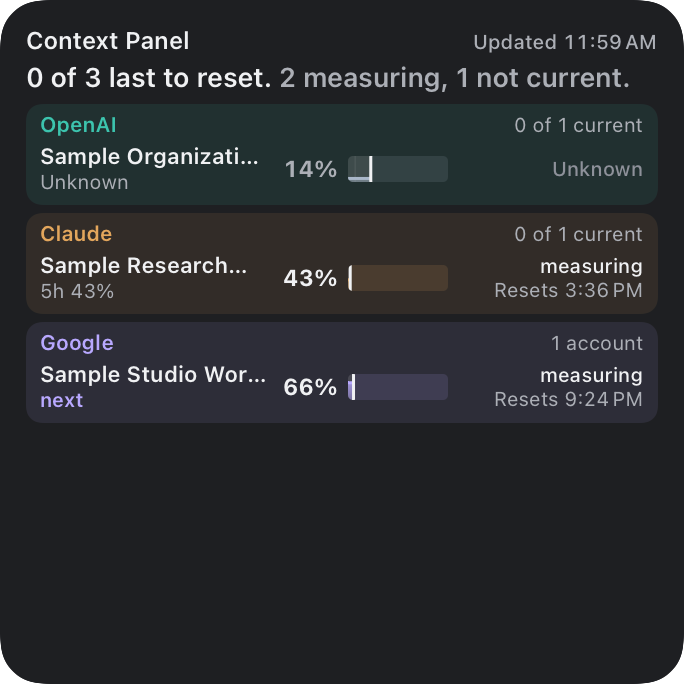 Context Panel
Updated 11:59 AM
0 of 3 last to reset. 2 measuring, 1 not current.
OpenAI
0 of 1 current
Sample Organizati...
14%
Unknown
Unknown
Claude
0 of 1 current
Sample Research...
43%
measuring
5h 43%
Resets 3:36 PM
Google
1 account
Sample Studio Wor...
66%
measuring
next
Resets 9:24 PM